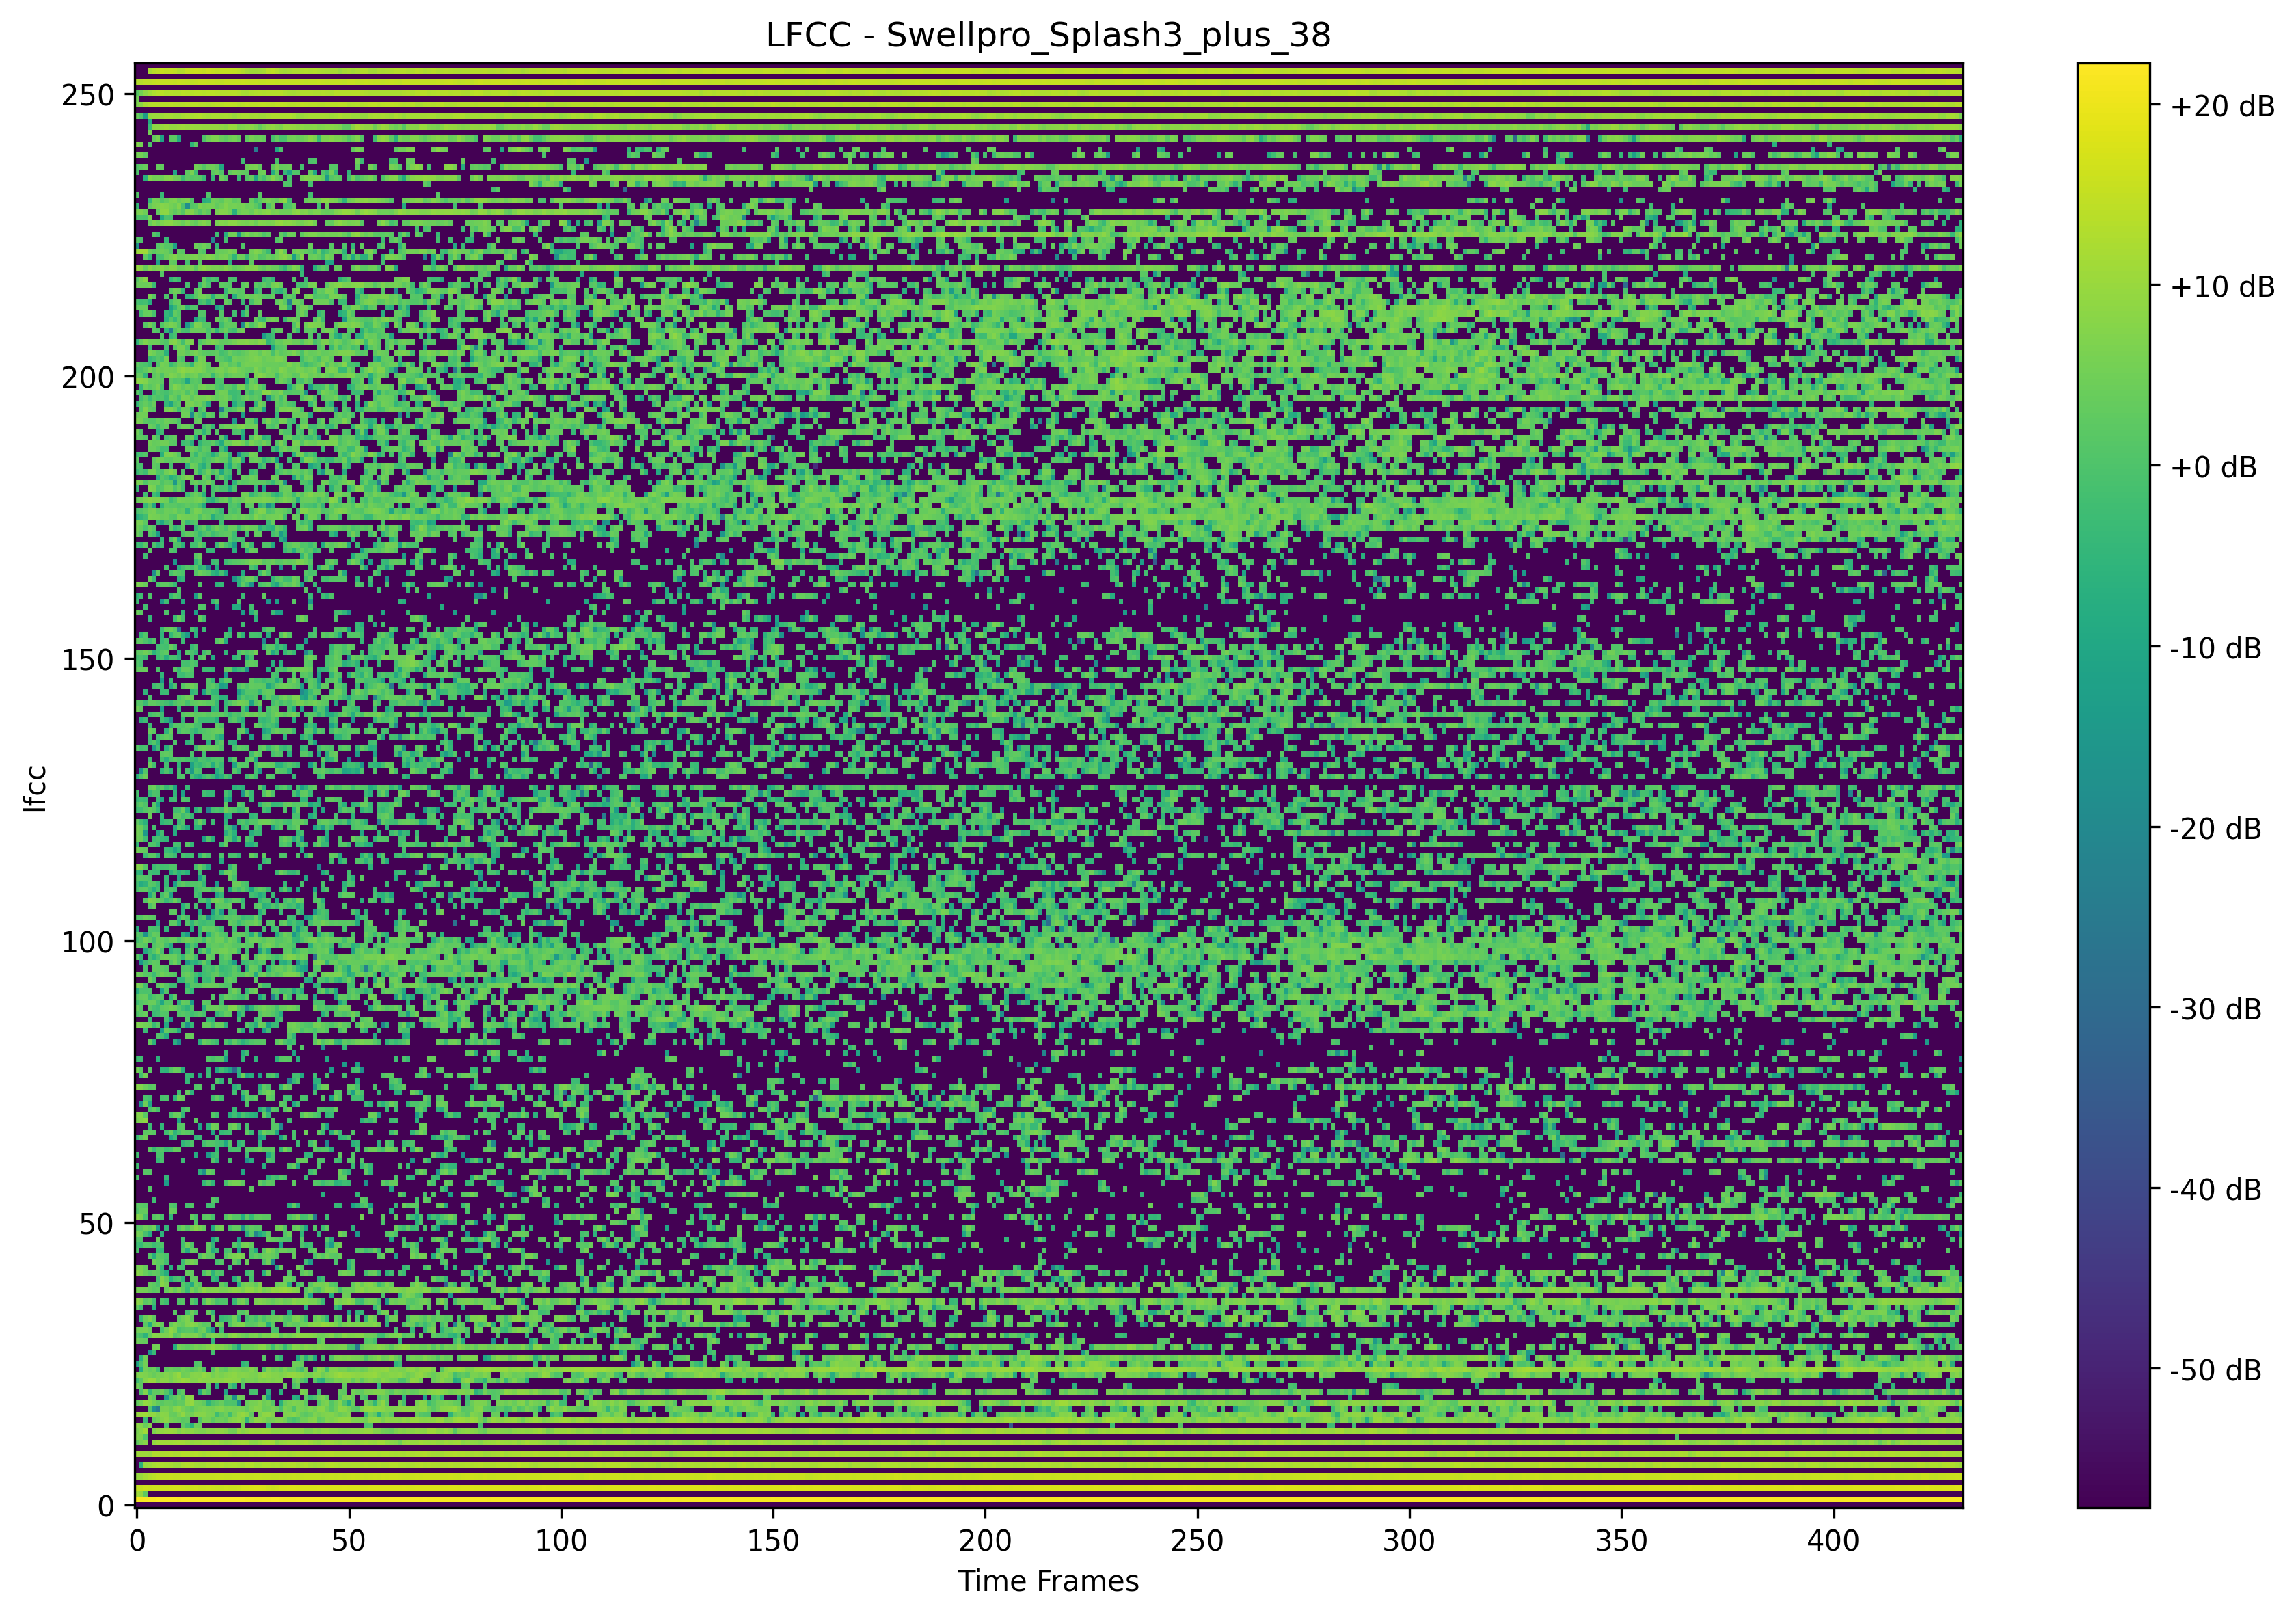 LFCC - Swellpro_Splash3_plus_38
250
200
150
100
50
0
lfcc
0 50 100 150 200 250 300 350 400
Time Frames
+20 dB
+10 dB
+0 dB
-10 dB
-20 dB
-30 dB
-40 dB
-50 dB